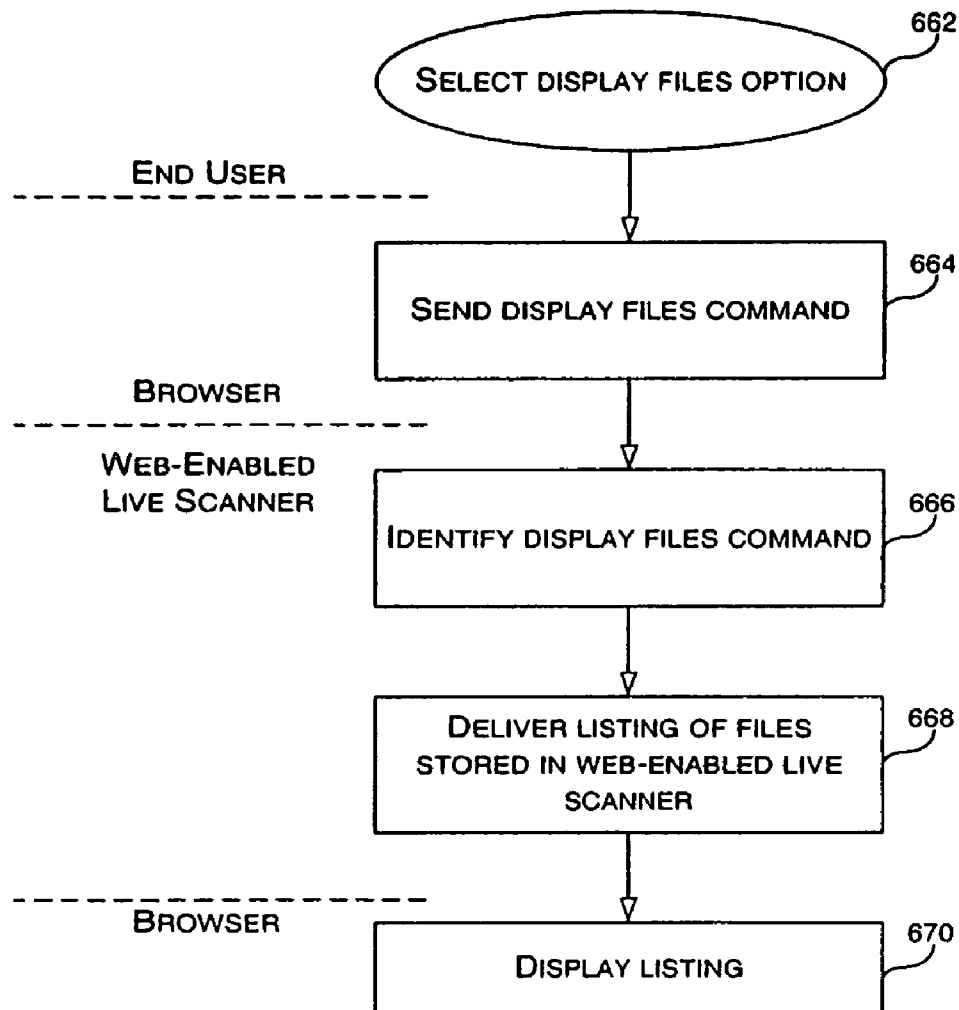 662
SELECT DISPLAY FILES OPTION
END USER
664
SEND DISPLAY FILES COMMAND
BROWSER
WEB-ENABLED
LIVE SCANNER
666
IDENTIFY DISPLAY FILES COMMAND
668
DELIVER LISTING OF FILES
STORED IN WEB-ENABLED LIVE
SCANNER
BROWSER
670
DISPLAY LISTING